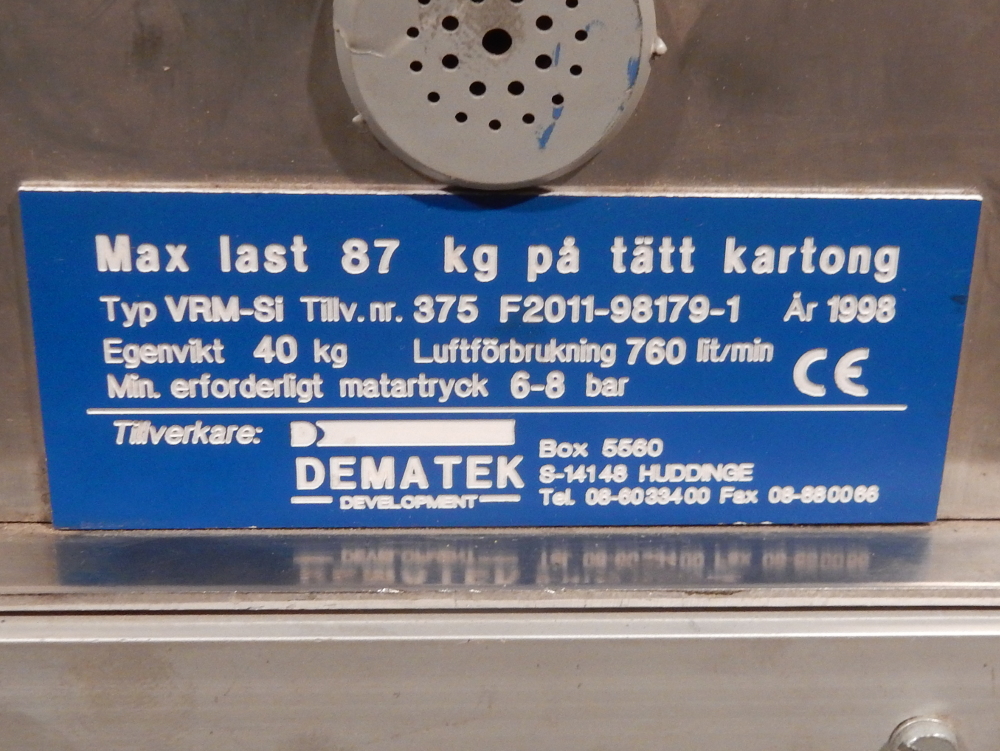 Max last 87 kg på tätt kartong
Typ VRM-Si Tillv.nr. 375 F2011-98179-1 År 1998
Egenvikt 40 kg Luftförbrukning 760 lit/min
Min. erforderligt matartryck 6-8 bar
CE
Tillverkare:
DEMATEK
DEVELOPMENT
Box 5560
S-14148 HUDDINGE
Tel. 08-6033400 Fax 08-880066